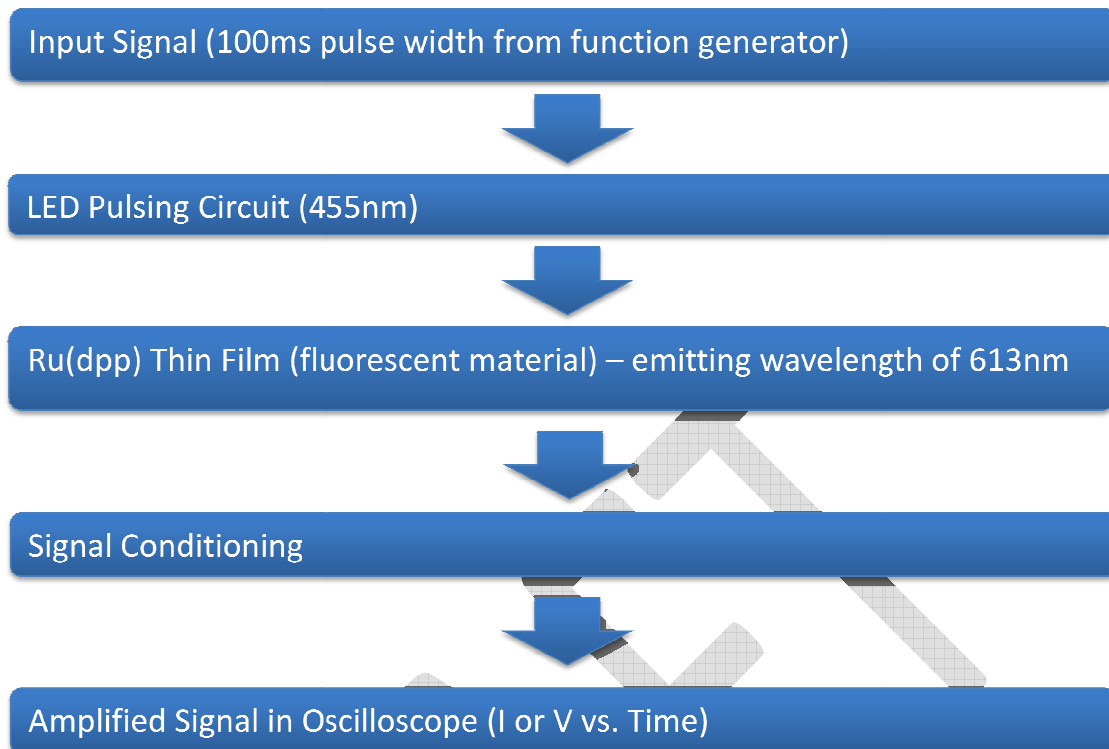 Input Signal (100ms pulse width from function generator)
LED Pulsing Circuit (455nm)
Ru(dpp) Thin Film (fluorescent material) – emitting wavelength of 613nm
Signal Conditioning
Amplified Signal in Oscilloscope (I or V vs. Time)